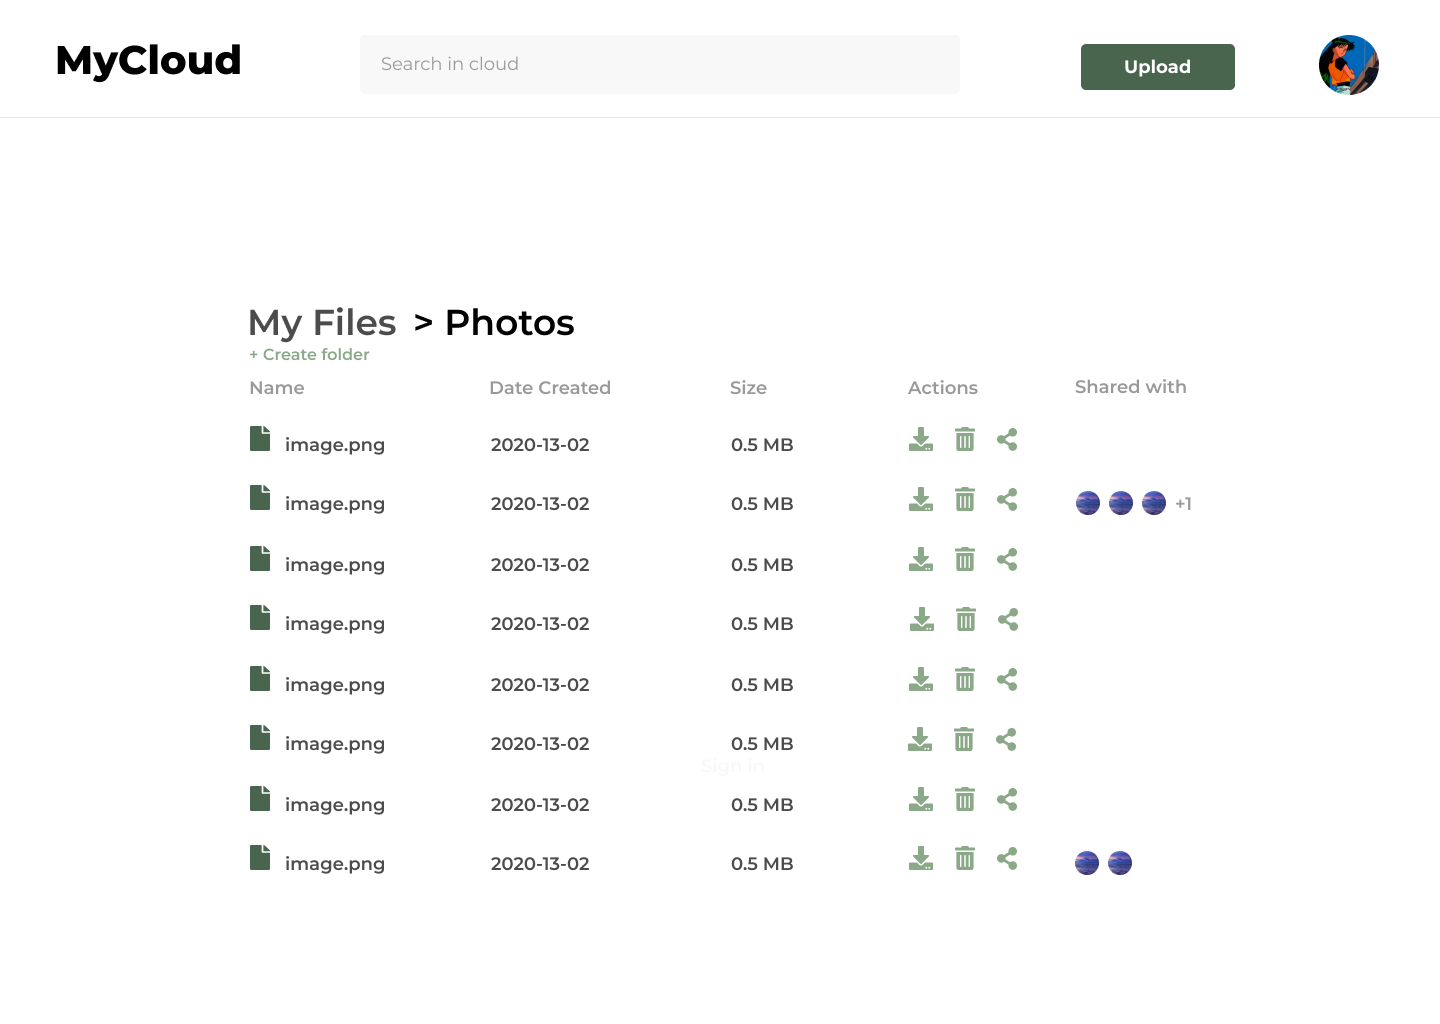 MyCloud
Search in cloud
Upload
My Files > Photos
+ Create folder
Name Date Created Size Actions Shared with
image.png 2020-13-02 0.5 MB
image.png 2020-13-02 0.5 MB +1
image.png 2020-13-02 0.5 MB
image.png 2020-13-02 0.5 MB
image.png 2020-13-02 0.5 MB
image.png 2020-13-02 0.5 MB
Sign in
image.png 2020-13-02 0.5 MB
image.png 2020-13-02 0.5 MB